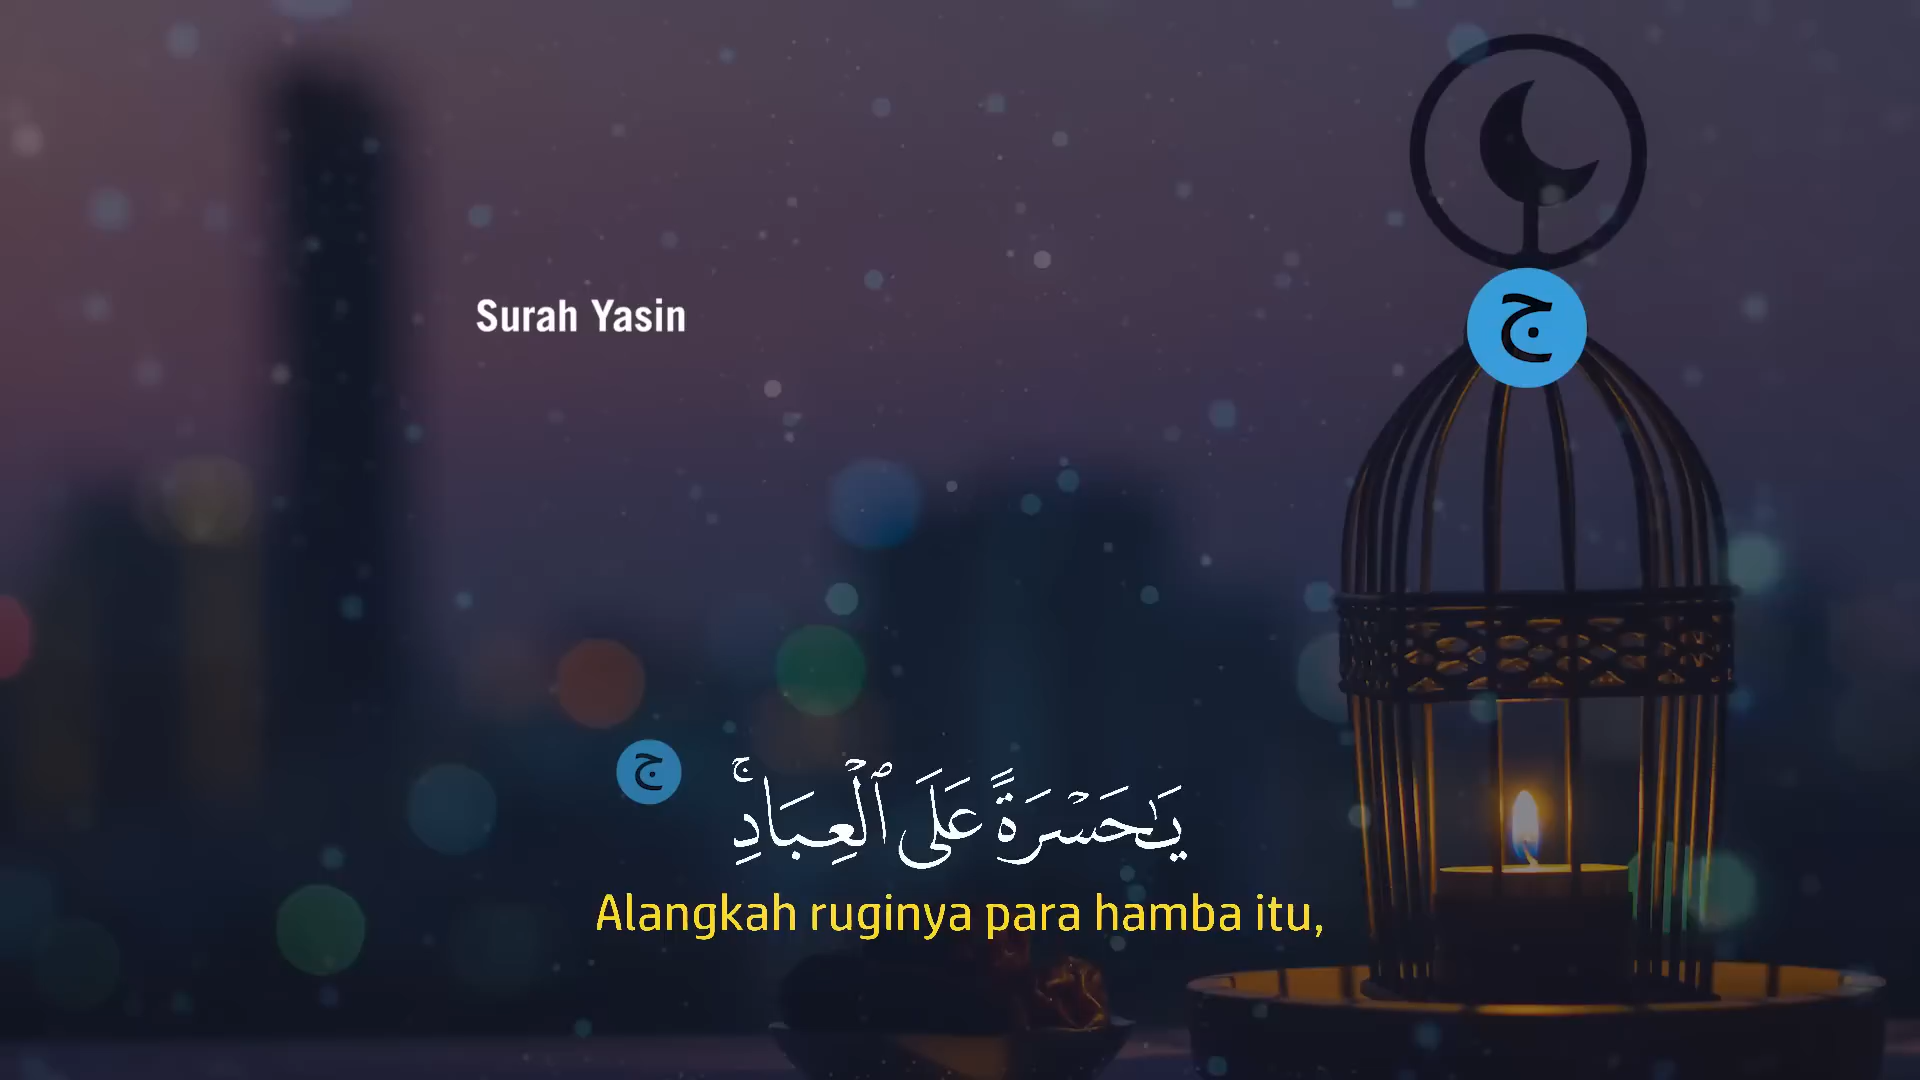 Surah Yasin
ج
ج
يَـٰحَسْرَةً عَلَى ٱلْعِبَادِ ۚ
Alangkah ruginya para hamba itu,